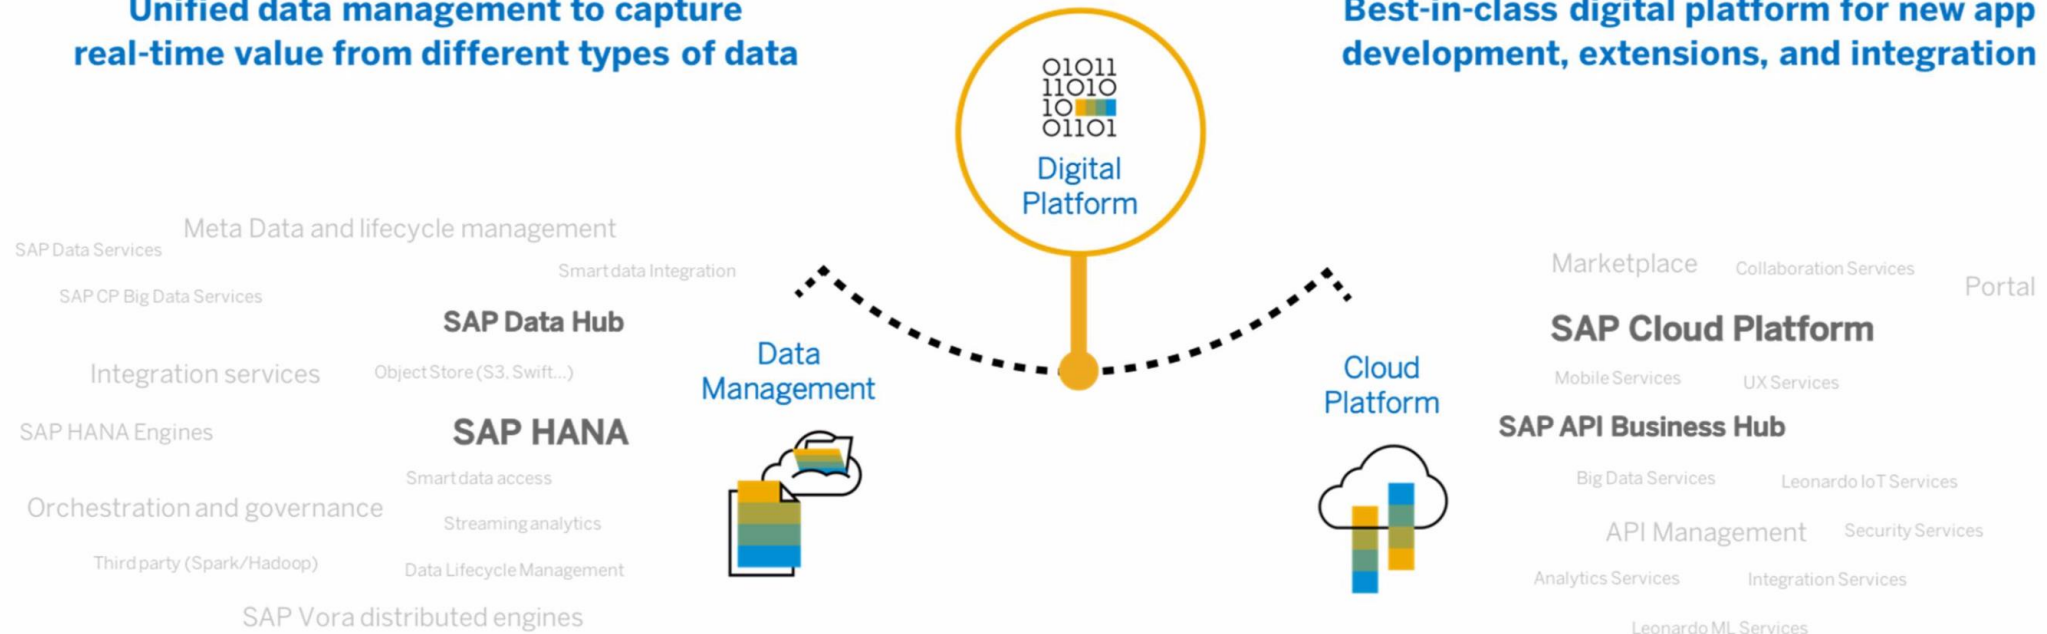 Unified data management to capture
real-time value from different types of data
Best-in-class digital platform for new app
development, extensions, and integration
01011
11010
10
01101
Digital
Platform
Meta Data and lifecycle management
SAP Data Services
Smart data Integration
SAP CP Big Data Services
SAP Data Hub
Integration services
Object Store (S3, Swift...)
SAP HANA Engines
SAP HANA
Smart data access
Orchestration and governance
Streaming analytics
Third party (Spark/Hadoop)
Data Lifecycle Management
SAP Vora distributed engines
Data
Management
Cloud
Platform
Marketplace
Collaboration Services
Portal
SAP Cloud Platform
Mobile Services
UX Services
SAP API Business Hub
Big Data Services
Leonardo IoT Services
API Management
Security Services
Analytics Services
Integration Services
Leonardo ML Services